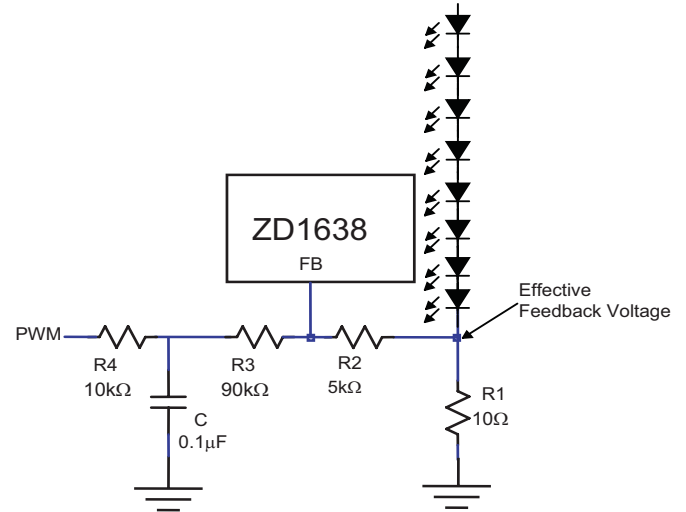 ZD1638
FB
Effective
Feedback Voltage
PWM
R4
10kΩ
R3
90kΩ
R2
5kΩ
R1
10Ω
C
0.1µF